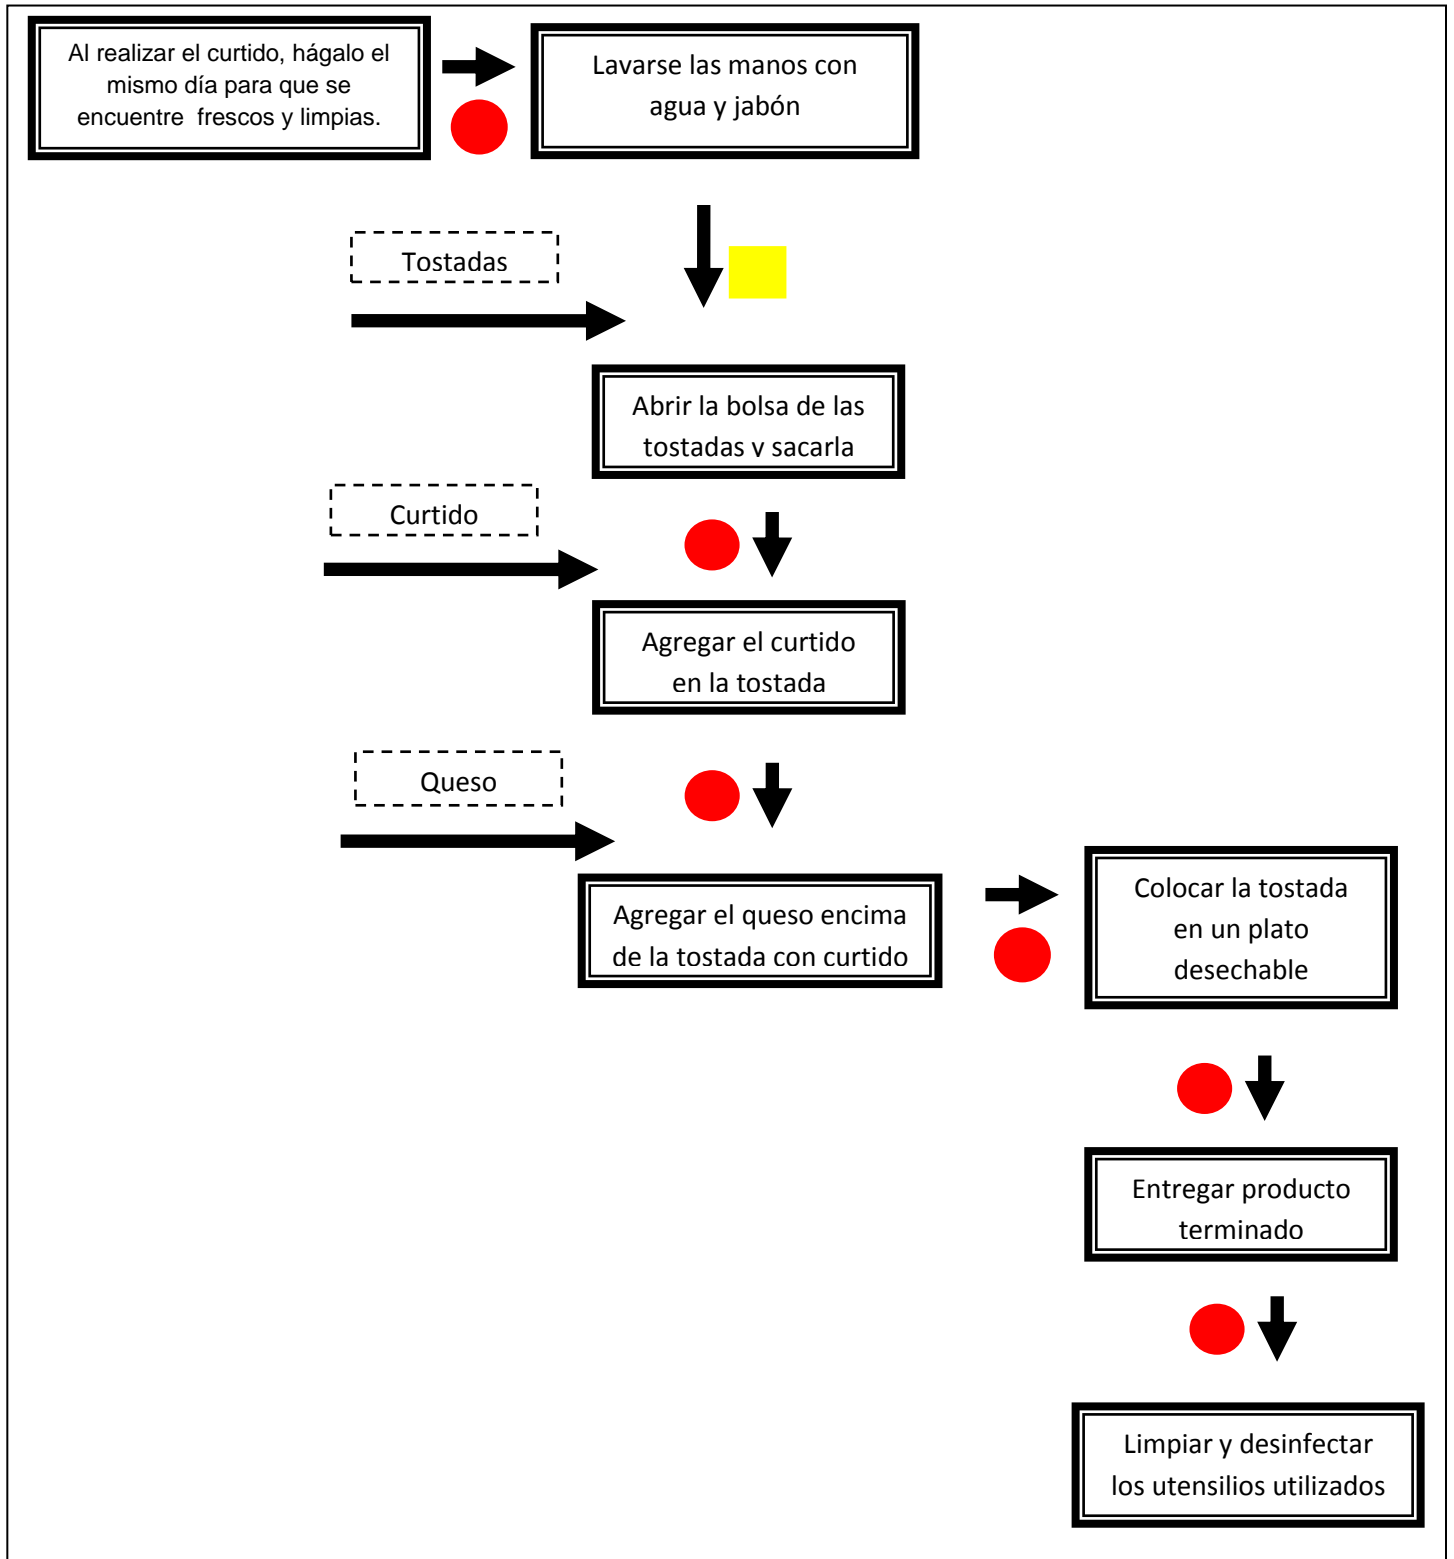 Al realizar el curtido, hágalo el
mismo día para que se
encuentre frescos y limpias.
Lavarse las manos con
agua y jabón
Tostadas
Abrir la bolsa de las
tostadas y sacarla
Curtido
Agregar el curtido
en la tostada
Queso
Agregar el queso encima
de la tostada con curtido
Colocar la tostada
en un plato
desechable
Entregar producto
terminado
Limpiar y desinfectar
los utensilios utilizados